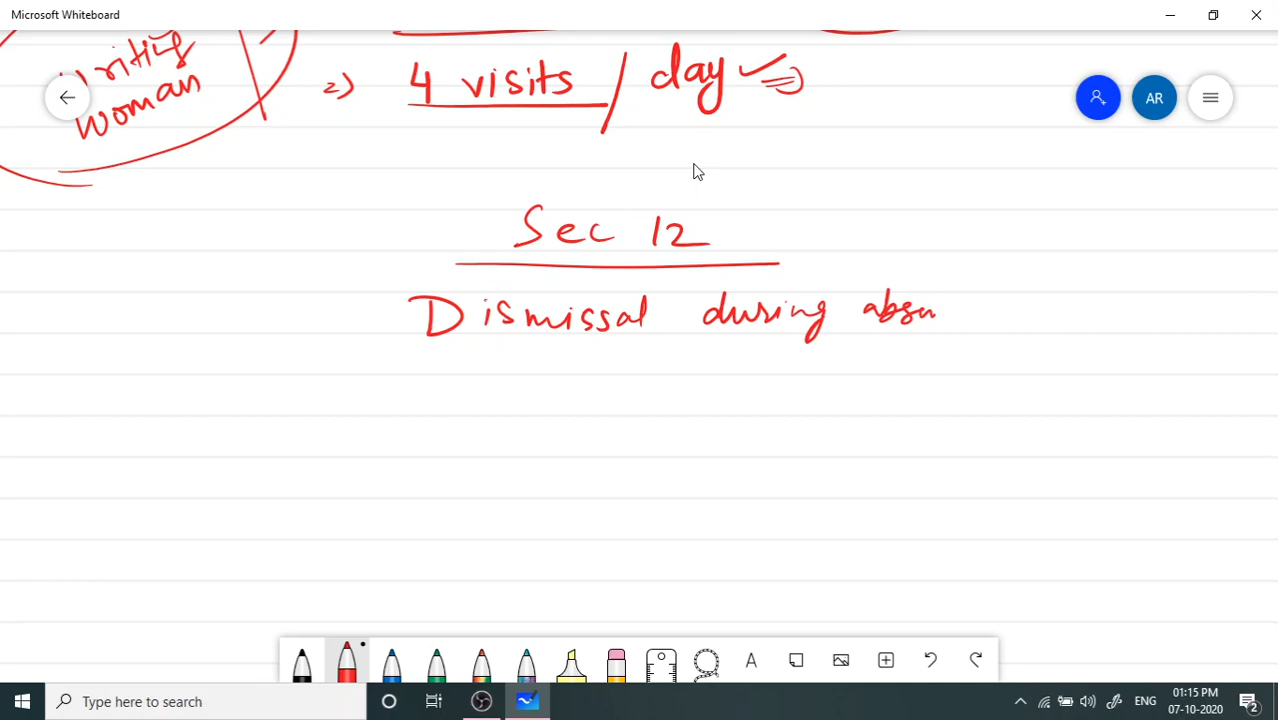 Microsoft Whiteboard
woman
=> 4 visits / day ✓
AR
Sec 12
Dismissal during absen
A
Type here to search
ENG
01:15 PM
07-10-2020
2